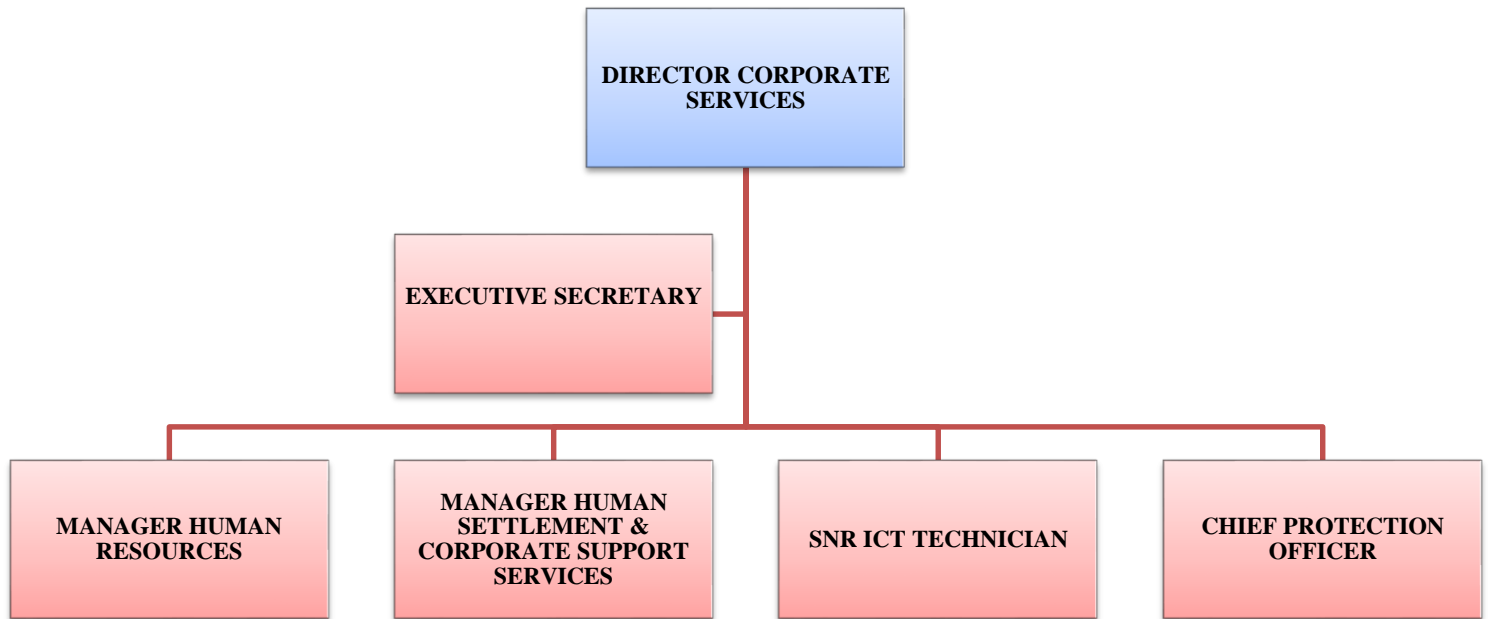 DIRECTOR CORPORATE
SERVICES
EXECUTIVE SECRETARY
MANAGER HUMAN
RESOURCES
MANAGER HUMAN
SETTLEMENT &
CORPORATE SUPPORT
SERVICES
SNR ICT TECHNICIAN
CHIEF PROTECTION
OFFICER